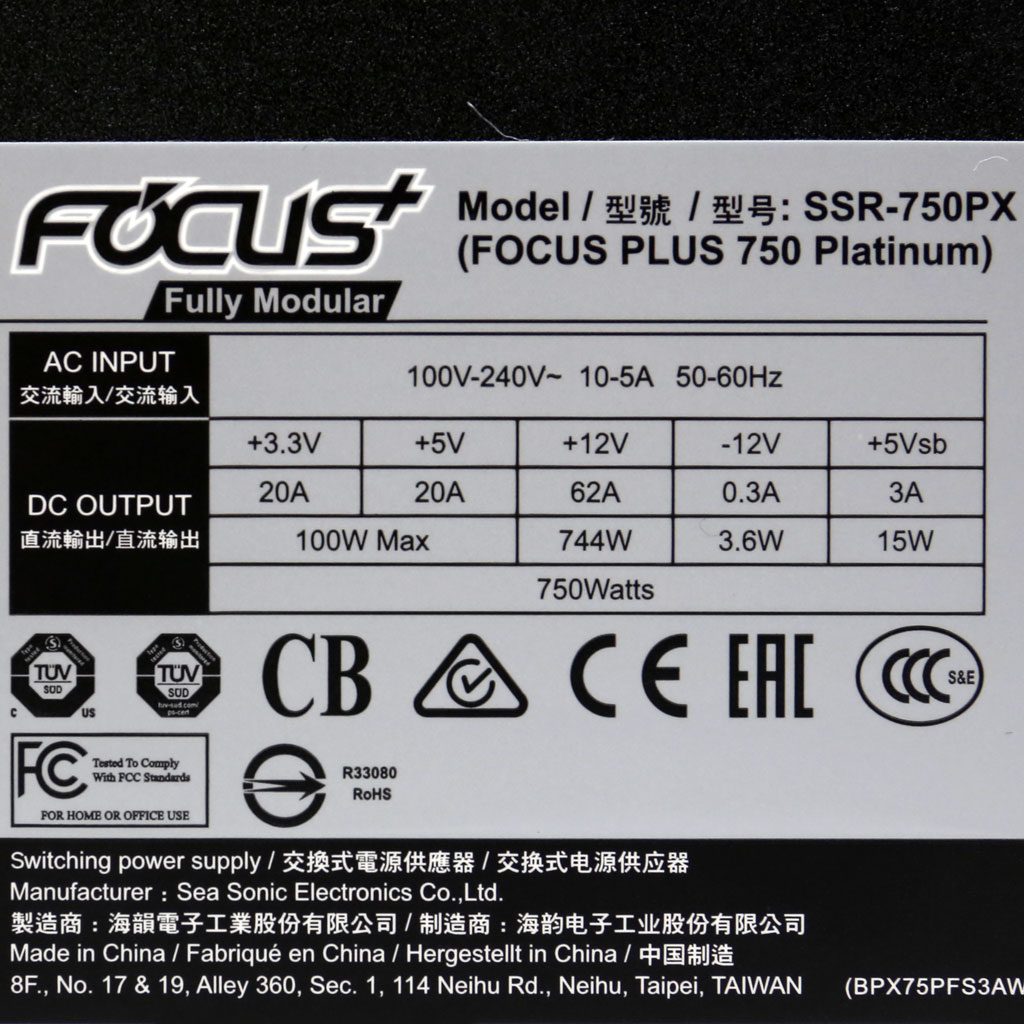 FOCUS+
Fully Modular
Model / 型號 / 型号: SSR-750PX
(FOCUS PLUS 750 Platinum)
AC INPUT
交流輸入/交流输入
100V-240V~ 10-5A 50-60Hz
DC OUTPUT
直流輸出/直流输出
+3.3V +5V +12V -12V +5Vsb
20A 20A 62A 0.3A 3A
100W Max 744W 3.6W 15W
750Watts
TÜV
SÜD
C US
TÜV
SÜD
tuv-sud.com/
ps-cert
CB
CE
EAC
CCC S&E
FC Tested To Comply
With FCC Standards
FOR HOME OR OFFICE USE
R33080
RoHS
Switching power supply / 交換式電源供應器 / 交换式电源供应器
Manufacturer : Sea Sonic Electronics Co.,Ltd.
製造商 : 海韻電子工業股份有限公司 / 制造商 : 海韵电子工业股份有限公司
Made in China / Fabriqué en China / Hergestellt in China / 中国制造
8F., No. 17 & 19, Alley 360, Sec. 1, 114 Neihu Rd., Neihu, Taipei, TAIWAN (BPX75PFS3AW